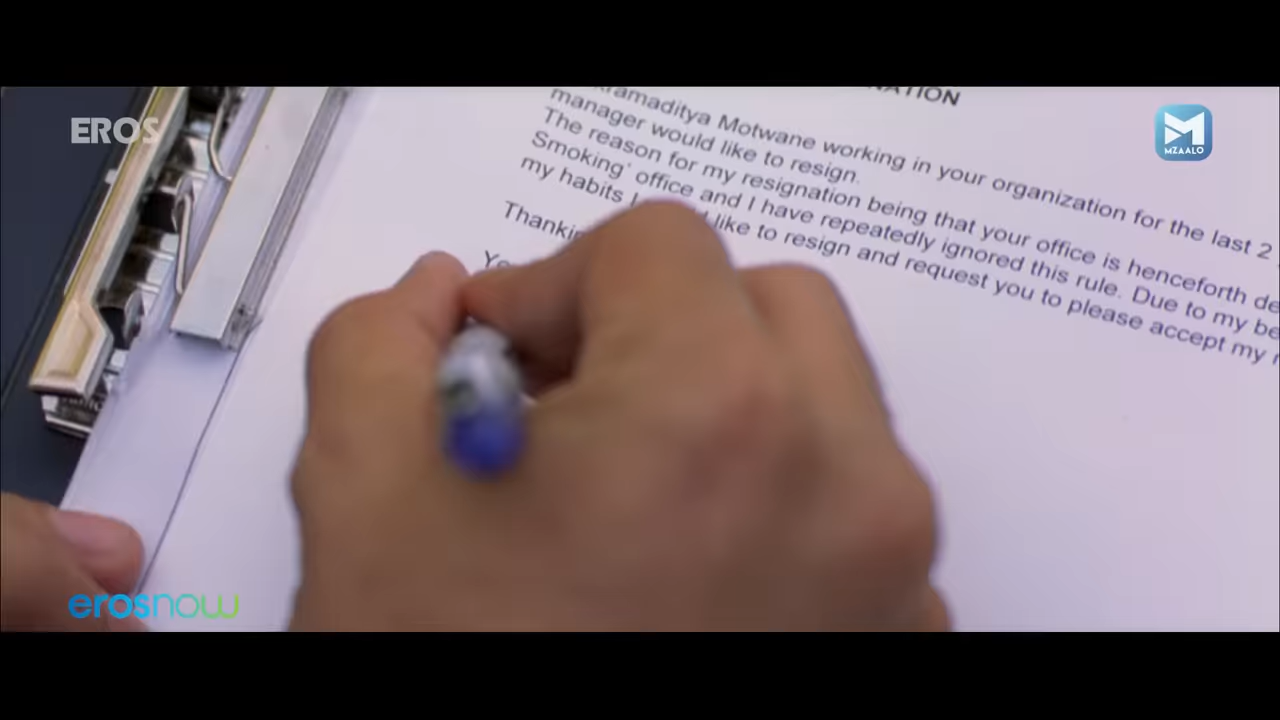 EROS
MZAALO
NATION
ramaditya Motwane working in your organization for the last 2
manager would like to resign.
The reason for my resignation being that your office is henceforth de
Smoking' office and I have repeatedly ignored this rule. Due to my be
my habits I like to resign and request you to please accept my r
Thankin
Yo
erosnow